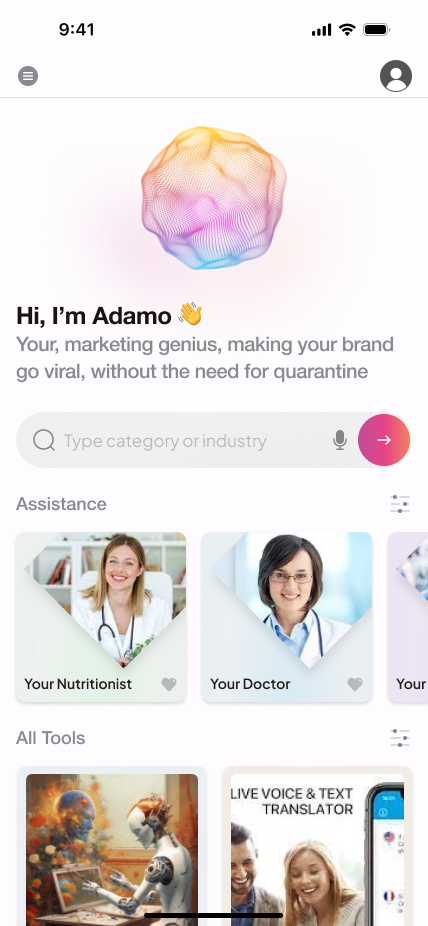 9:41
Hi, I'm Adamo 👋
Your, marketing genius, making your brand
go viral, without the need for quarantine
Type category or industry
Assistance
Your Nutritionist
Your Doctor
Your
All Tools
LIVE VOICE & TEXT
TRANSLATOR